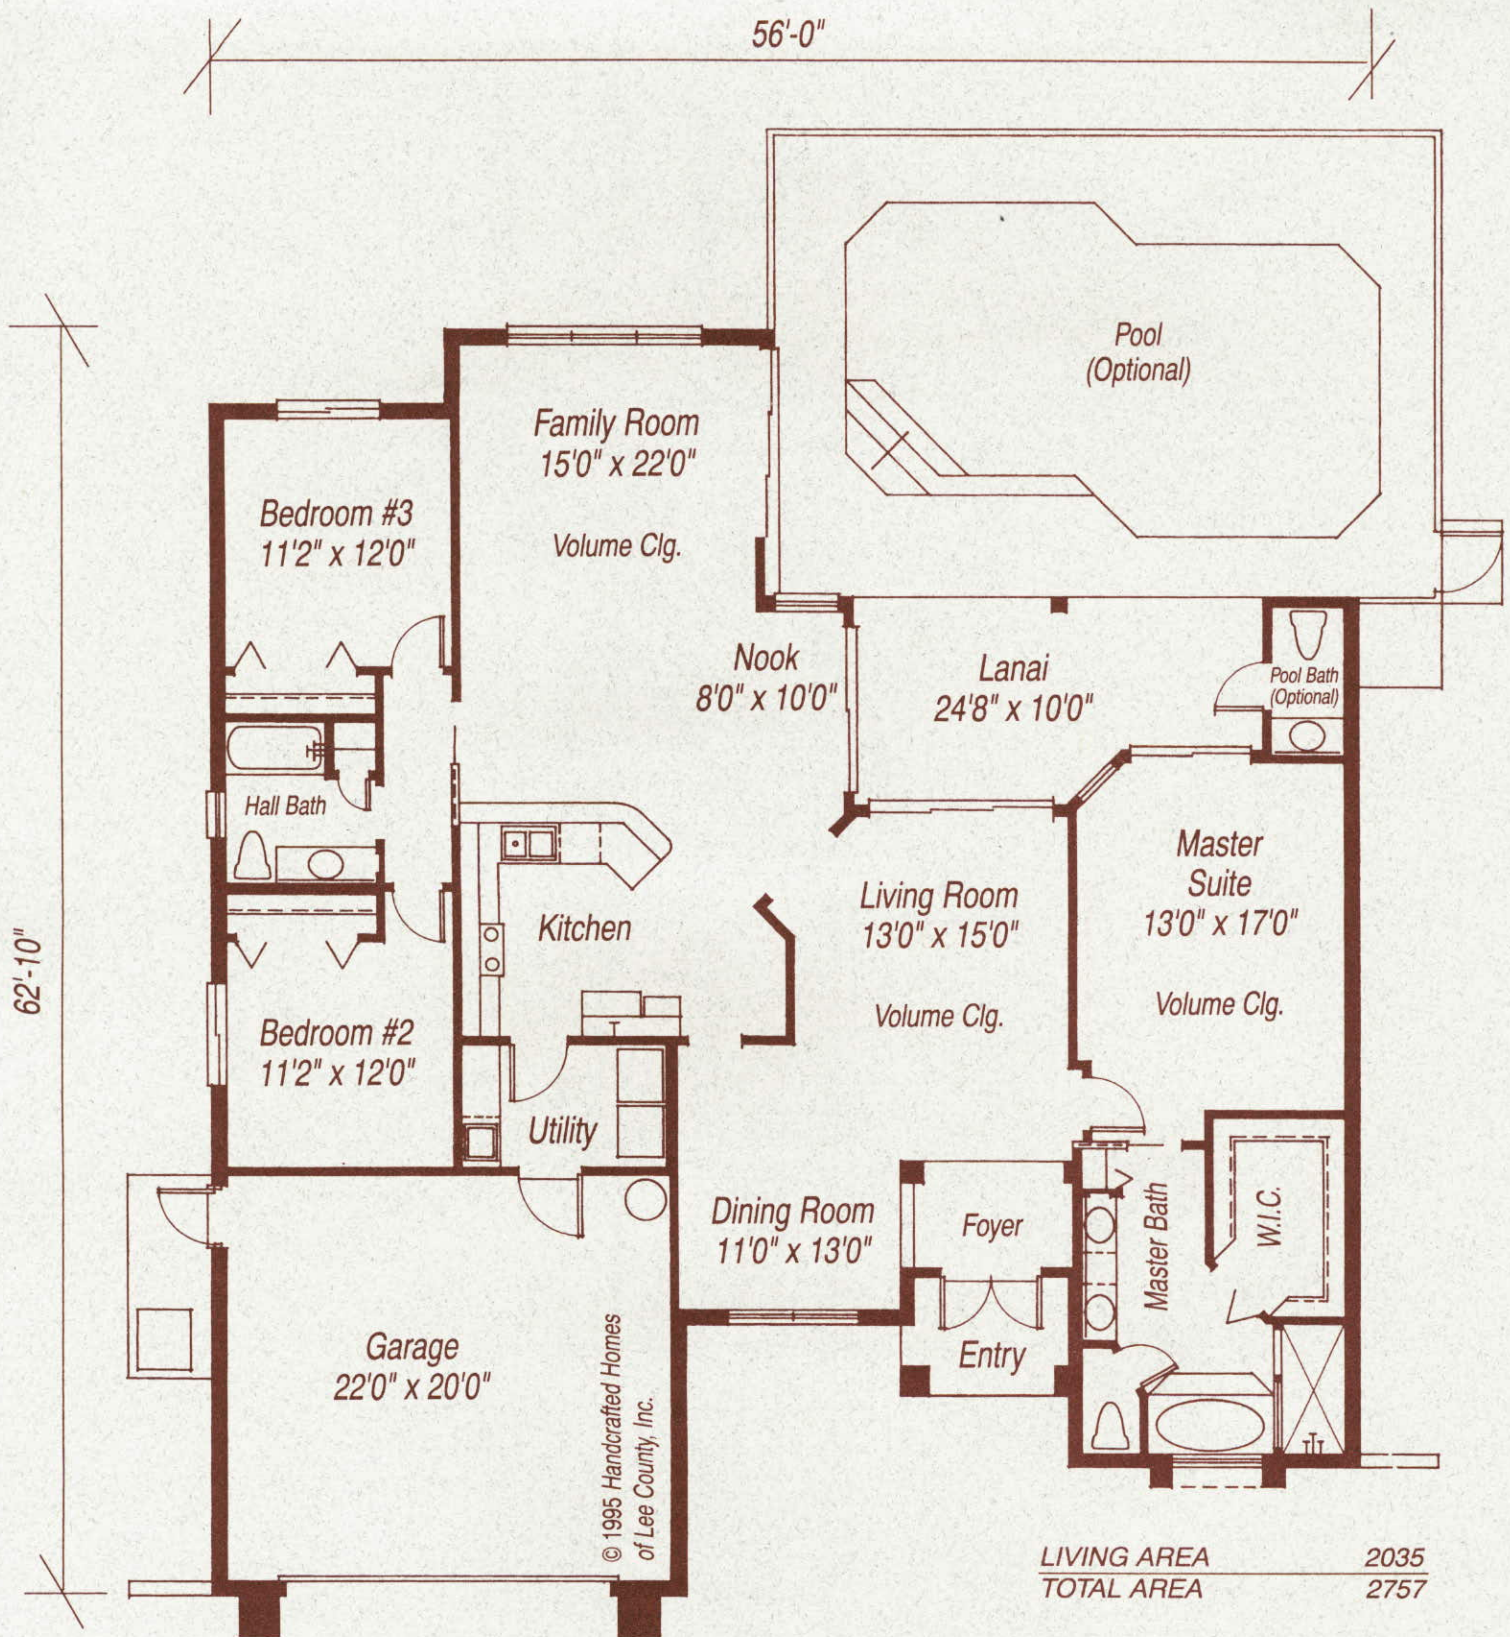 56'-0"
Pool
(Optional)
Family Room
15'0" x 22'0"
Volume Clg.
Bedroom #3
11'2" x 12'0"
Nook
8'0" x 10'0"
Lanai
24'8" x 10'0"
Pool Bath
(Optional)
Hall Bath
Master
Suite
13'0" x 17'0"
Volume Clg.
Living Room
13'0" x 15'0"
Volume Clg.
Kitchen
62'-10"
Bedroom #2
11'2" x 12'0"
Utility
Dining Room
11'0" x 13'0"
Foyer
Master Bath
W.I.C.
Entry
Garage
22'0" x 20'0"
© 1995 Handcrafted Homes
of Lee County, Inc.
LIVING AREA 2035
TOTAL AREA 2757